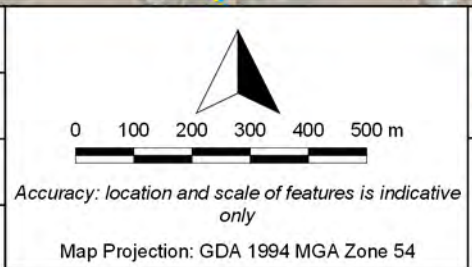 0 100 200 300 400 500 m
Accuracy: location and scale of features is indicative
only
Map Projection: GDA 1994 MGA Zone 54